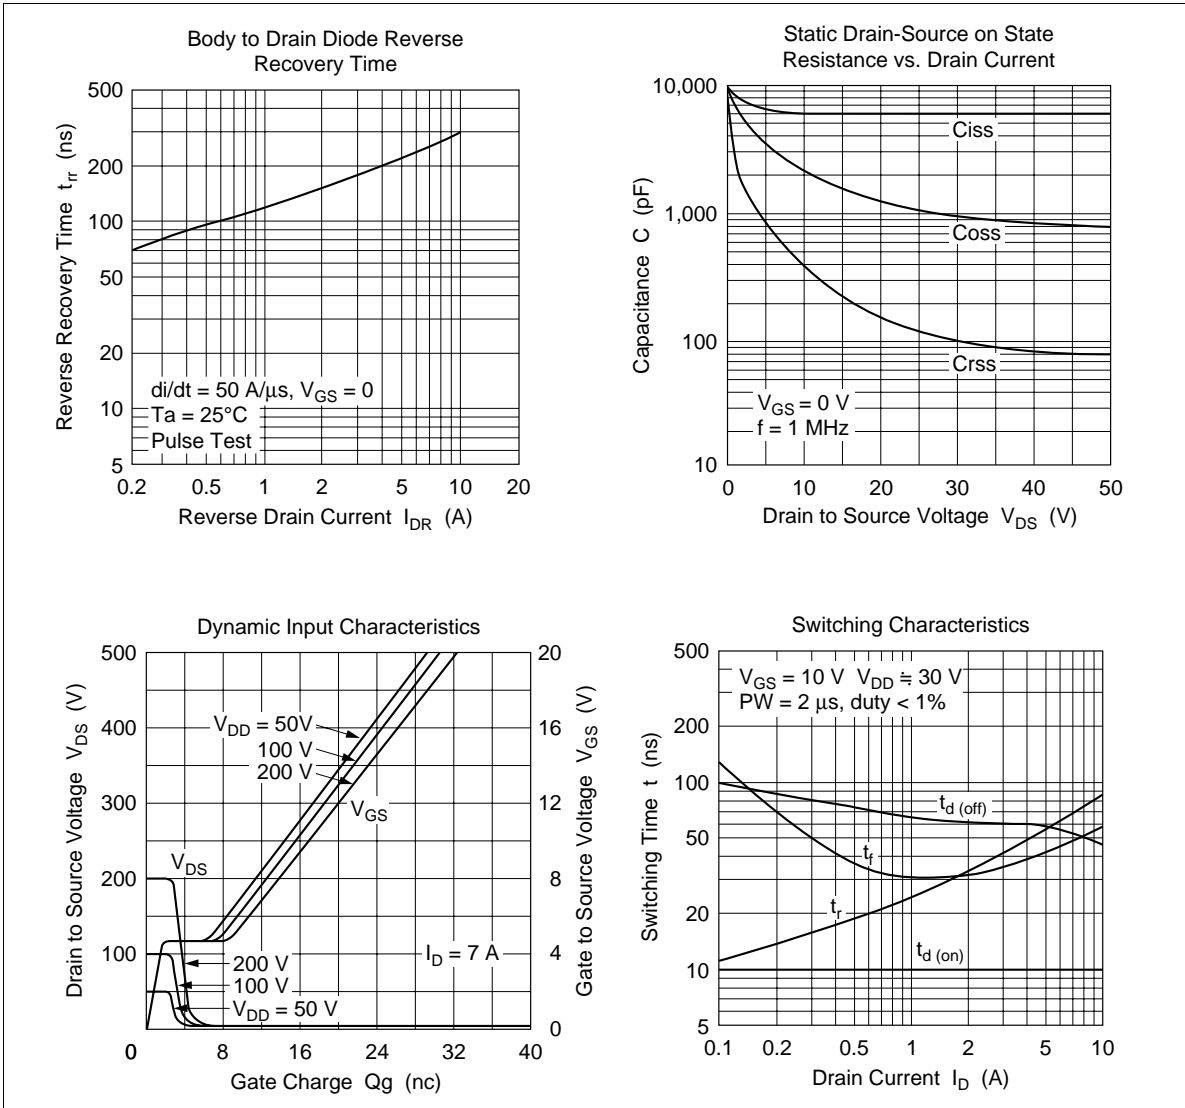 Body to Drain Diode Reverse
Recovery Time
Reverse Recovery Time t_rr (ns)
500
200
100
50
20
10
5
di/dt = 50 A/µs, V_GS = 0
Ta = 25°C
Pulse Test
0.2 0.5 1 2 5 10 20
Reverse Drain Current I_DR (A)
Static Drain-Source on State
Resistance vs. Drain Current
Capacitance C (pF)
10,000
1,000
100
10
Ciss
Coss
Crss
V_GS = 0 V
f = 1 MHz
0 10 20 30 40 50
Drain to Source Voltage V_DS (V)
Dynamic Input Characteristics
Drain to Source Voltage V_DS (V)
500
400
300
200
100
0
V_DD = 50V
100 V
200 V
V_GS
V_DS
I_D = 7 A
200 V
100 V
V_DD = 50 V
20
16
12
8
4
0
Gate to Source Voltage V_GS (V)
0 8 16 24 32 40
Gate Charge Qg (nc)
Switching Characteristics
Switching Time t (ns)
500
200
100
50
20
10
5
V_GS = 10 V V_DD ≒ 30 V
PW = 2 µs, duty < 1%
t_d (off)
t_f
t_r
t_d (on)
0.1 0.2 0.5 1 2 5 10
Drain Current I_D (A)